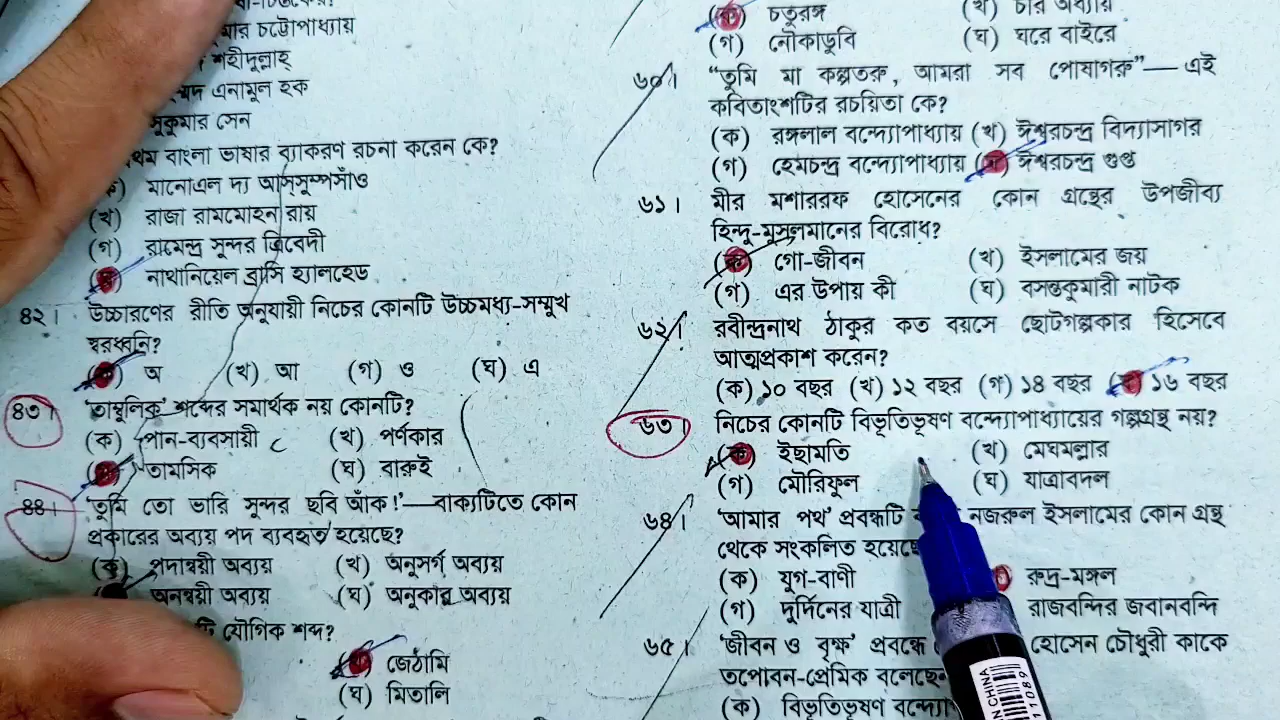 চট্টোপাধ্যায়
শহীদুল্লাহ্
এনামুল হক
সুকুমার সেন
বাংলা ভাষার ব্যাকরণ রচনা করেন কে?
মানোএল দ্য আসসুম্পসাঁও
(খ) রাজা রামমোহন রায়
(গ) রামেন্দ্র সুন্দর ত্রিবেদী
নাথানিয়েল ব্রাসি হ্যালহেড
৪২। উচ্চারণের রীতি অনুযায়ী নিচের কোনটি উচ্চমধ্য-সম্মুখ
স্বরধ্বনি?
(ক) অ (খ) আ (গ) ও (ঘ) এ
৪৩। 'তাম্বুলিক' শব্দের সমার্থক নয় কোনটি?
(ক) পান-ব্যবসায়ী (খ) পর্ণকার
তামসিক (ঘ) বারুই
৪৪। 'তুমি তো ভারি সুন্দর ছবি আঁক!'—বাক্যটিতে কোন
প্রকারের অব্যয় পদ ব্যবহৃত হয়েছে?
(ক) পদান্বয়ী অব্যয় (খ) অনুসর্গ অব্যয়
অনন্বয়ী অব্যয় (ঘ) অনুকার অব্যয়
যৌগিক শব্দ?
জেঠামি
(ঘ) মিতালি
(ক) চতুরঙ্গ (খ) চার অধ্যায়
(গ) নৌকাডুবি (ঘ) ঘরে বাইরে
৬০। "তুমি মা কল্পতরু, আমরা সব পোষাগরু"— এই
কবিতাংশটির রচয়িতা কে?
(ক) রঙ্গলাল বন্দ্যোপাধ্যায় (খ) ঈশ্বরচন্দ্র বিদ্যাসাগর
(গ) হেমচন্দ্র বন্দ্যোপাধ্যায় (ঘ) ঈশ্বরচন্দ্র গুপ্ত
৬১। মীর মশাররফ হোসেনের কোন গ্রন্থের উপজীব্য
হিন্দু-মুসলমানের বিরোধ?
(ক) গো-জীবন (খ) ইসলামের জয়
(গ) এর উপায় কী (ঘ) বসন্তকুমারী নাটক
৬২। রবীন্দ্রনাথ ঠাকুর কত বয়সে ছোটগল্পকার হিসেবে
আত্মপ্রকাশ করেন?
(ক) ১০ বছর (খ) ১২ বছর (গ) ১৪ বছর (ঘ) ১৬ বছর
৬৩। নিচের কোনটি বিভূতিভূষণ বন্দ্যোপাধ্যায়ের গল্পগ্রন্থ নয়?
(ক) ইছামতি (খ) মেঘমল্লার
(গ) মৌরিফুল (ঘ) যাত্রাবদল
৬৪। 'আমার পথ' প্রবন্ধটি নজরুল ইসলামের কোন গ্রন্থ
থেকে সংকলিত হয়েছে
(ক) যুগ-বাণী রুদ্র-মঙ্গল
(গ) দুর্দিনের যাত্রী রাজবন্দির জবানবন্দি
৬৫। 'জীবন ও বৃক্ষ' প্রবন্ধে হোসেন চৌধুরী কাকে
তপোবন-প্রেমিক বলেছেন
(ক) বিভূতিভূষণ
N CHINA